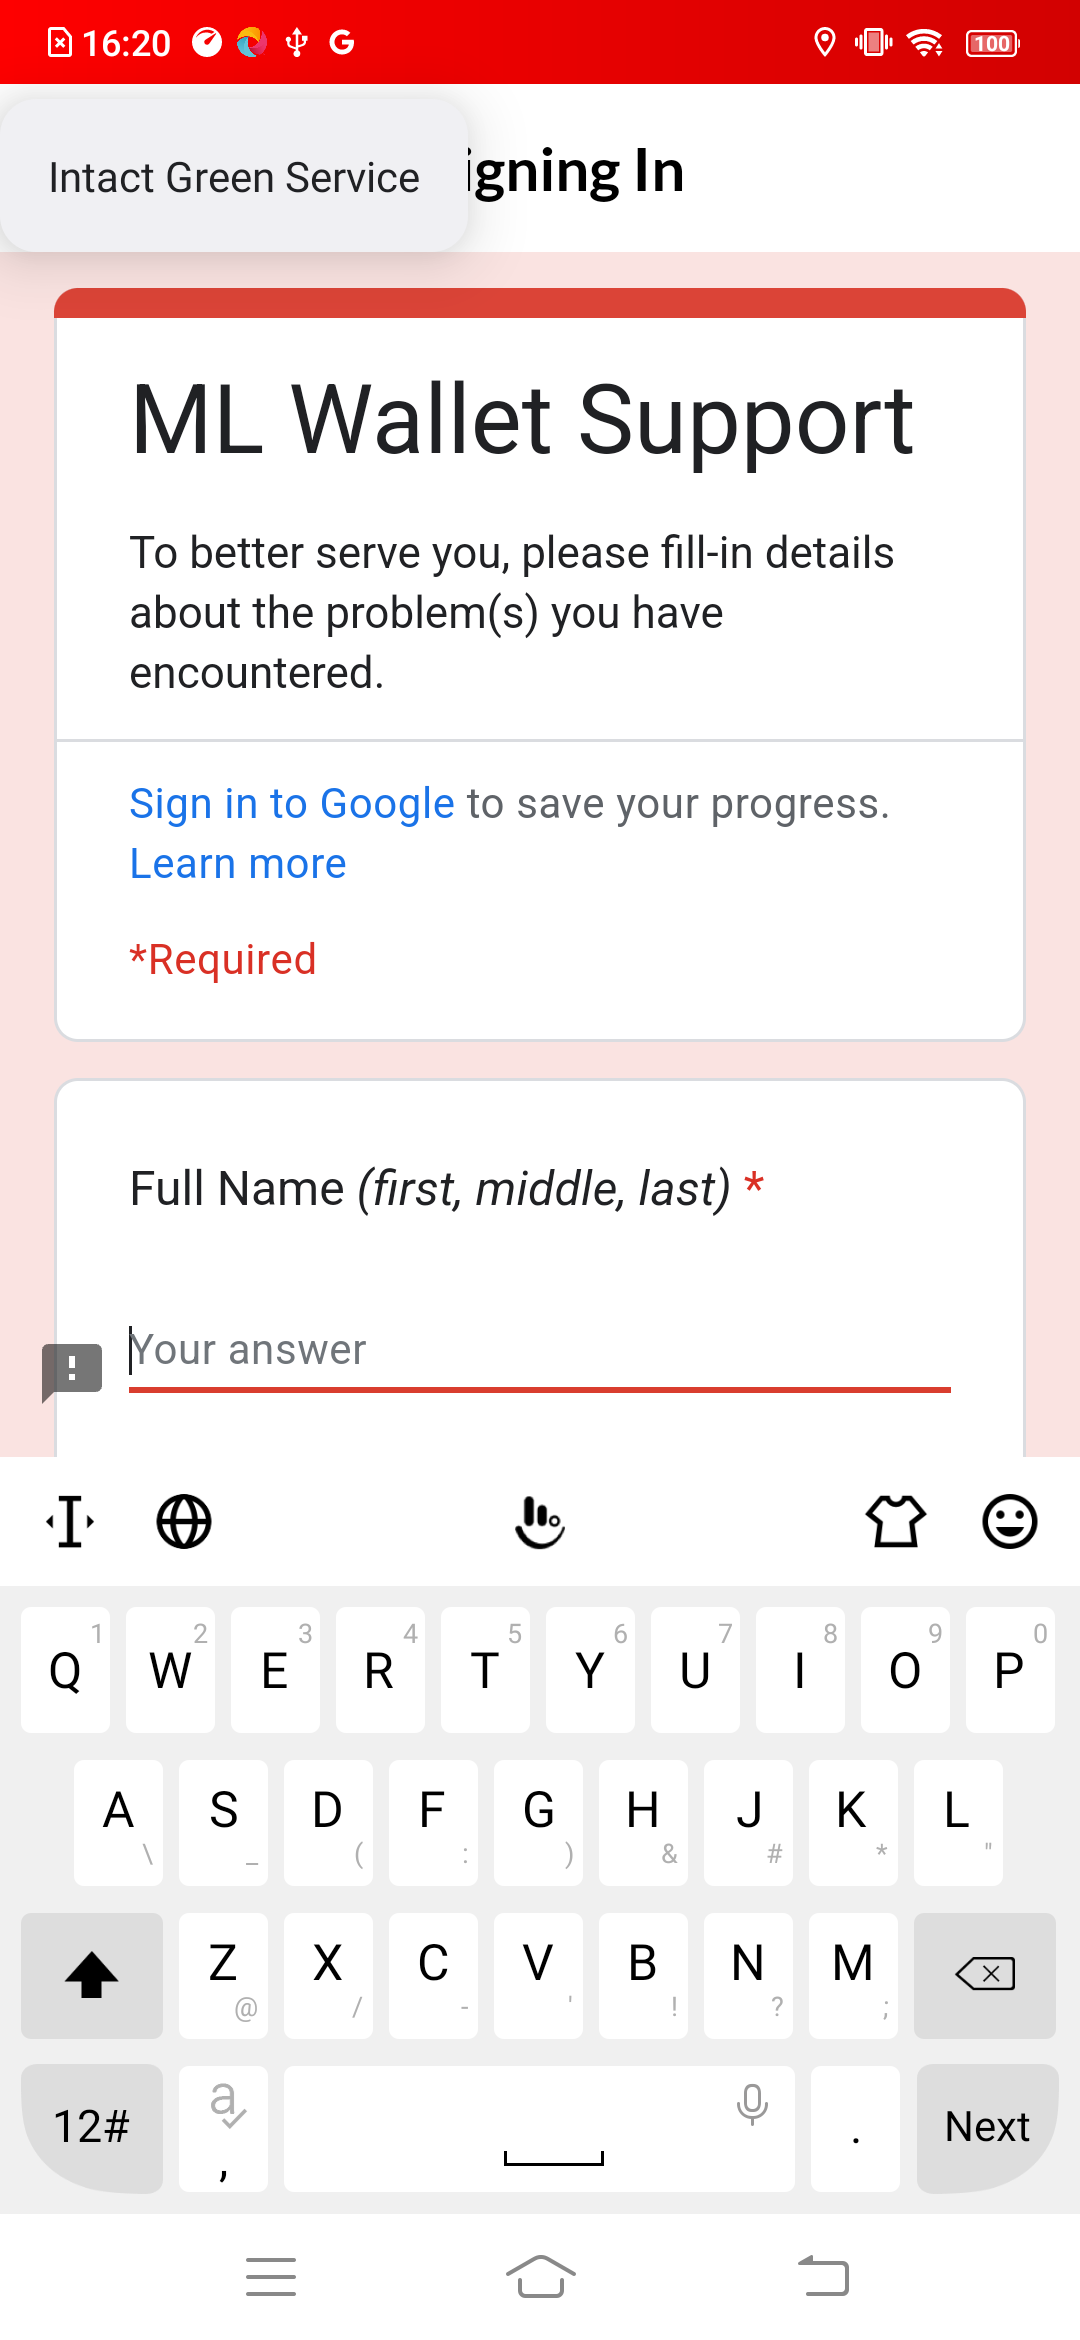 16:20
100
Intact Green Service
igning In
ML Wallet Support
To better serve you, please fill-in details
about the problem(s) you have
encountered.
Sign in to Google to save your progress.
Learn more
*Required
Full Name (first, middle, last) *
Your answer
1 2 3 4 5 6 7 8 9 0
Q W E R T Y U I O P
A S D F G H J K L
\ _ ( : ) & # * "
Z X C V B N M
@ / - ' ! ? ;
12# a , . Next